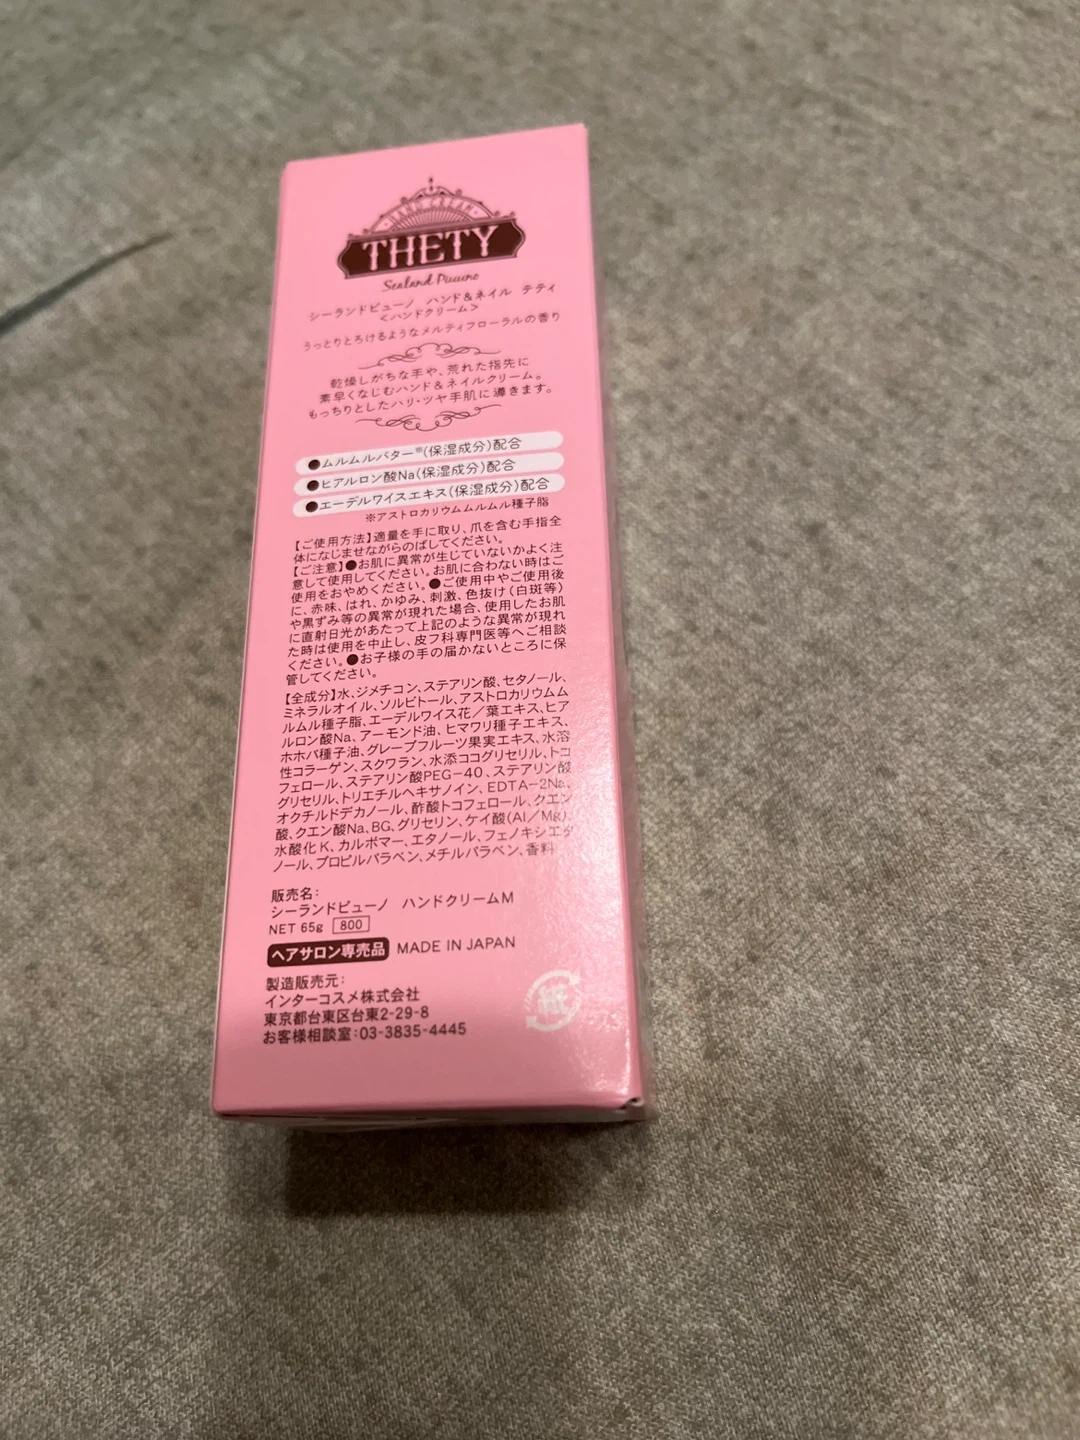 HAND CREAM
THETY
Sealand Piuuno
シーランドピューノ ハンド&ネイル テティ
<ハンドクリーム>
うっとりとろけるようなメルティフローラルの香り
乾燥しがちな手や、荒れた指先に
素早くなじむハンド&ネイルクリーム。
もっちりとしたハリ・ツヤ手肌に導きます。
●ムルムルバター※(保湿成分)配合
●ヒアルロン酸Na(保湿成分)配合
●エーデルワイスエキス(保湿成分)配合
※アストロカリウムムルムル種子脂
【ご使用方法】適量を手に取り、爪を含む手指全
体になじませながらのばしてください。
【ご注意】●お肌に異常が生じていないかよく注
意して使用してください。お肌に合わない時はご
使用をおやめください。●ご使用中やご使用後
に、赤味、はれ、かゆみ、刺激、色抜け(白斑等)
や黒ずみ等の異常が現れた場合、使用したお肌
に直射日光があたって上記のような異常が現れ
た時は使用を中止し、皮フ科専門医等へご相談
ください。●お子様の手の届かないところに保
管してください。
【全成分】水、ジメチコン、ステアリン酸、セタノール、
ミネラルオイル、ソルビトール、アストロカリウムム
ルムル種子脂、エーデルワイス花/葉エキス、ヒア
ルロン酸Na、アーモンド油、ヒマワリ種子エキス、
ホホバ種子油、グレープフルーツ果実エキス、水溶
性コラーゲン、スクワラン、水添ココグリセリル、トコ
フェロール、ステアリン酸PEG-40、ステアリン酸
グリセリル、トリエチルヘキサノイン、EDTA-2Na、
オクチルドデカノール、酢酸トコフェロール、クエン
酸、クエン酸Na、BG、グリセリン、ケイ酸(Al/Mg)、
水酸化K、カルボマー、エタノール、フェノキシエタ
ノール、プロピルパラベン、メチルパラベン、香料
販売名:
シーランドピューノ ハンドクリームM
NET 65g 800
ヘアサロン専売品 MADE IN JAPAN
製造販売元:
インターコスメ株式会社
東京都台東区台東2-29-8
お客様相談室:03-3835-4445
紙